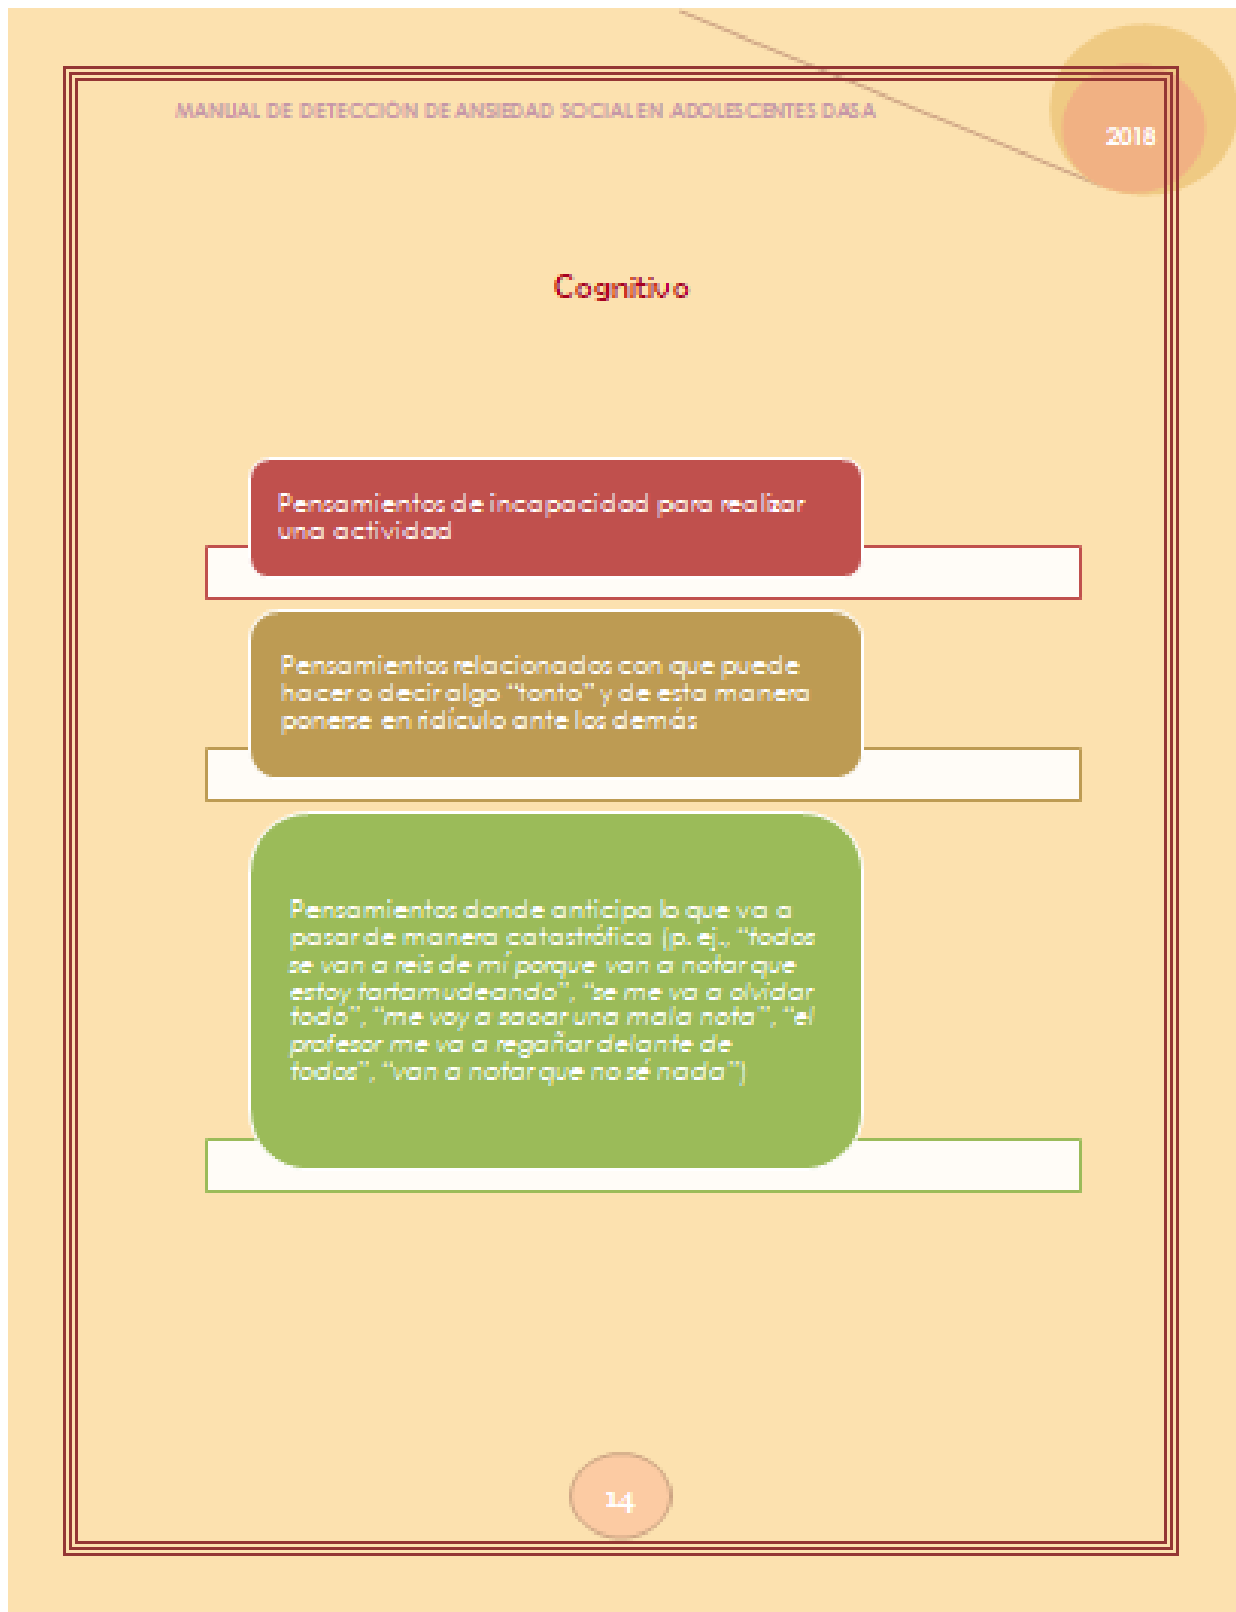 MANUAL DE DETECCIÓN DE ANSIEDAD SOCIAL EN ADOLESCENTES DASA
2018
Cognitivo
Pensamientos de incapacidad para realizar
una actividad
Pensamientos relacionados con que puede
hacer o decir algo “tonto” y de esta manera
ponerse en ridículo ante los demás
Pensamientos donde anticipa lo que va a
pasar de manera catastrófica (p. ej., “todos
se van a reis de mí porque van a notar que
estoy tartamudeando”, “se me va a olvidar
todo”, “me voy a sacar una mala nota”, “el
profesor me va a regañar delante de
todos”, “van a notar que no sé nada”)
14